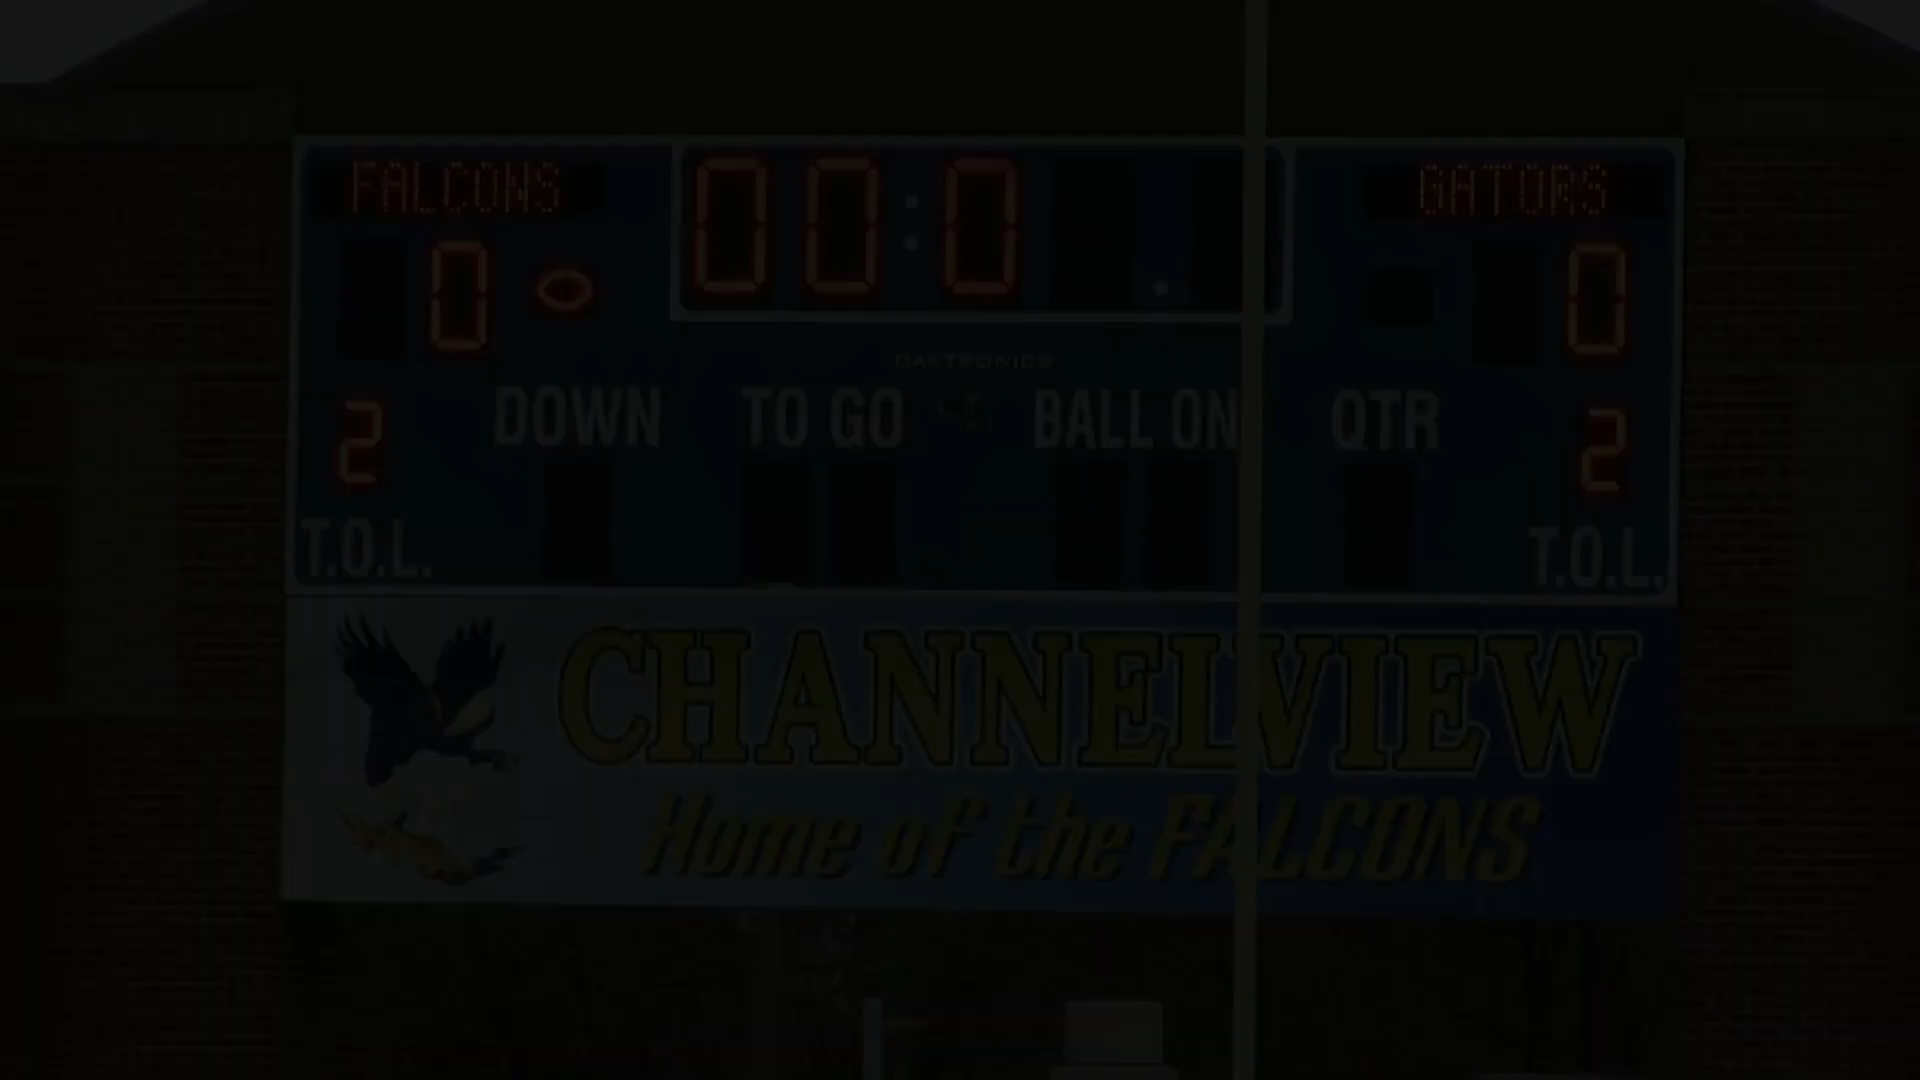 FALCONS 00:0 GATORS
0 0
DAKTRONICS
DOWN TO GO BALL ON QTR
2 2
T.O.L. T.O.L.
CHANNELVIEW
Home of the FALCONS